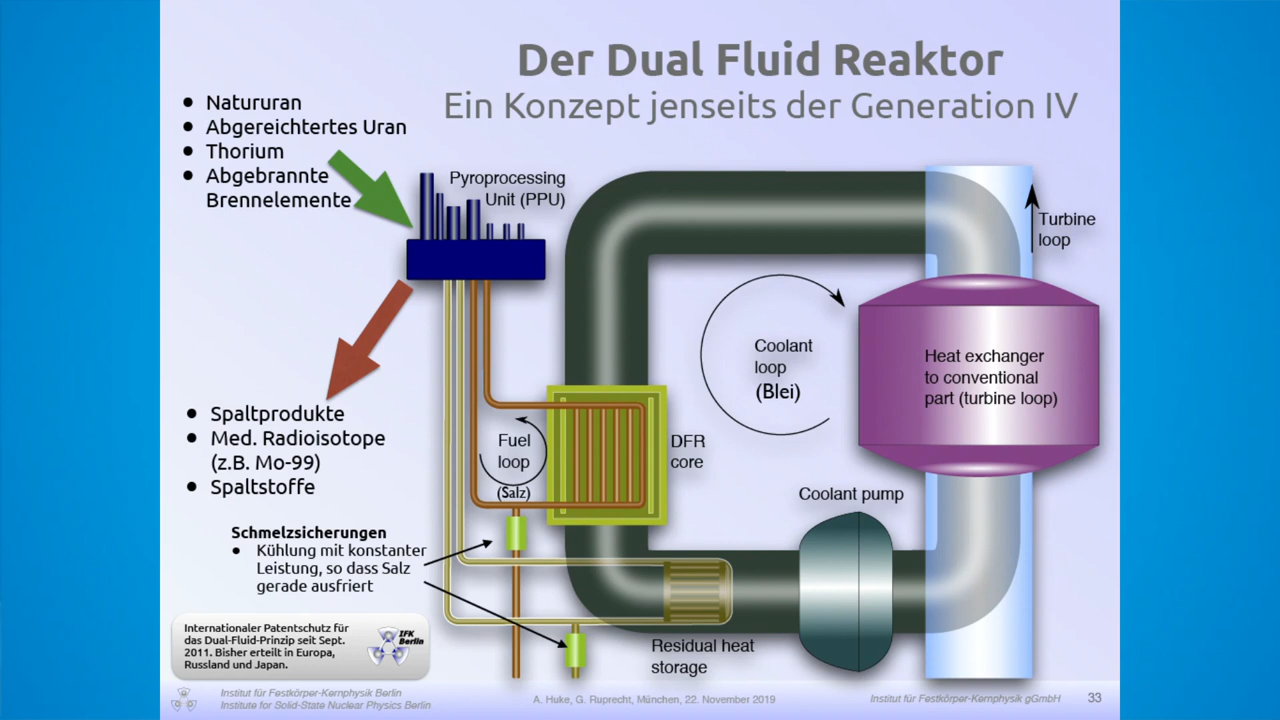 Der Dual Fluid Reaktor
Ein Konzept jenseits der Generation IV
• Natururan
• Abgereichtertes Uran
• Thorium
• Abgebrannte
Brennelemente
Pyroprocessing
Unit (PPU)
Turbine
loop
Coolant
loop
(Blei)
Heat exchanger
to conventional
part (turbine loop)
• Spaltprodukte
• Med. Radioisotope
(z.B. Mo-99)
• Spaltstoffe
Fuel
loop
(Salz)
DFR
core
Coolant pump
Schmelzsicherungen
• Kühlung mit konstanter
Leistung, so dass Salz
gerade ausfriert
Residual heat
storage
Internationaler Patentschutz für
das Dual-Fluid-Prinzip seit Sept.
2011. Bisher erteilt in Europa,
Russland und Japan.
IFK
Berlin
Institut für Festkörper-Kernphysik Berlin
Institute for Solid-State Nuclear Physics Berlin
A. Huke, G. Ruprecht, München, 22. November 2019
Institut für Festkörper-Kernphysik gGmbH
33